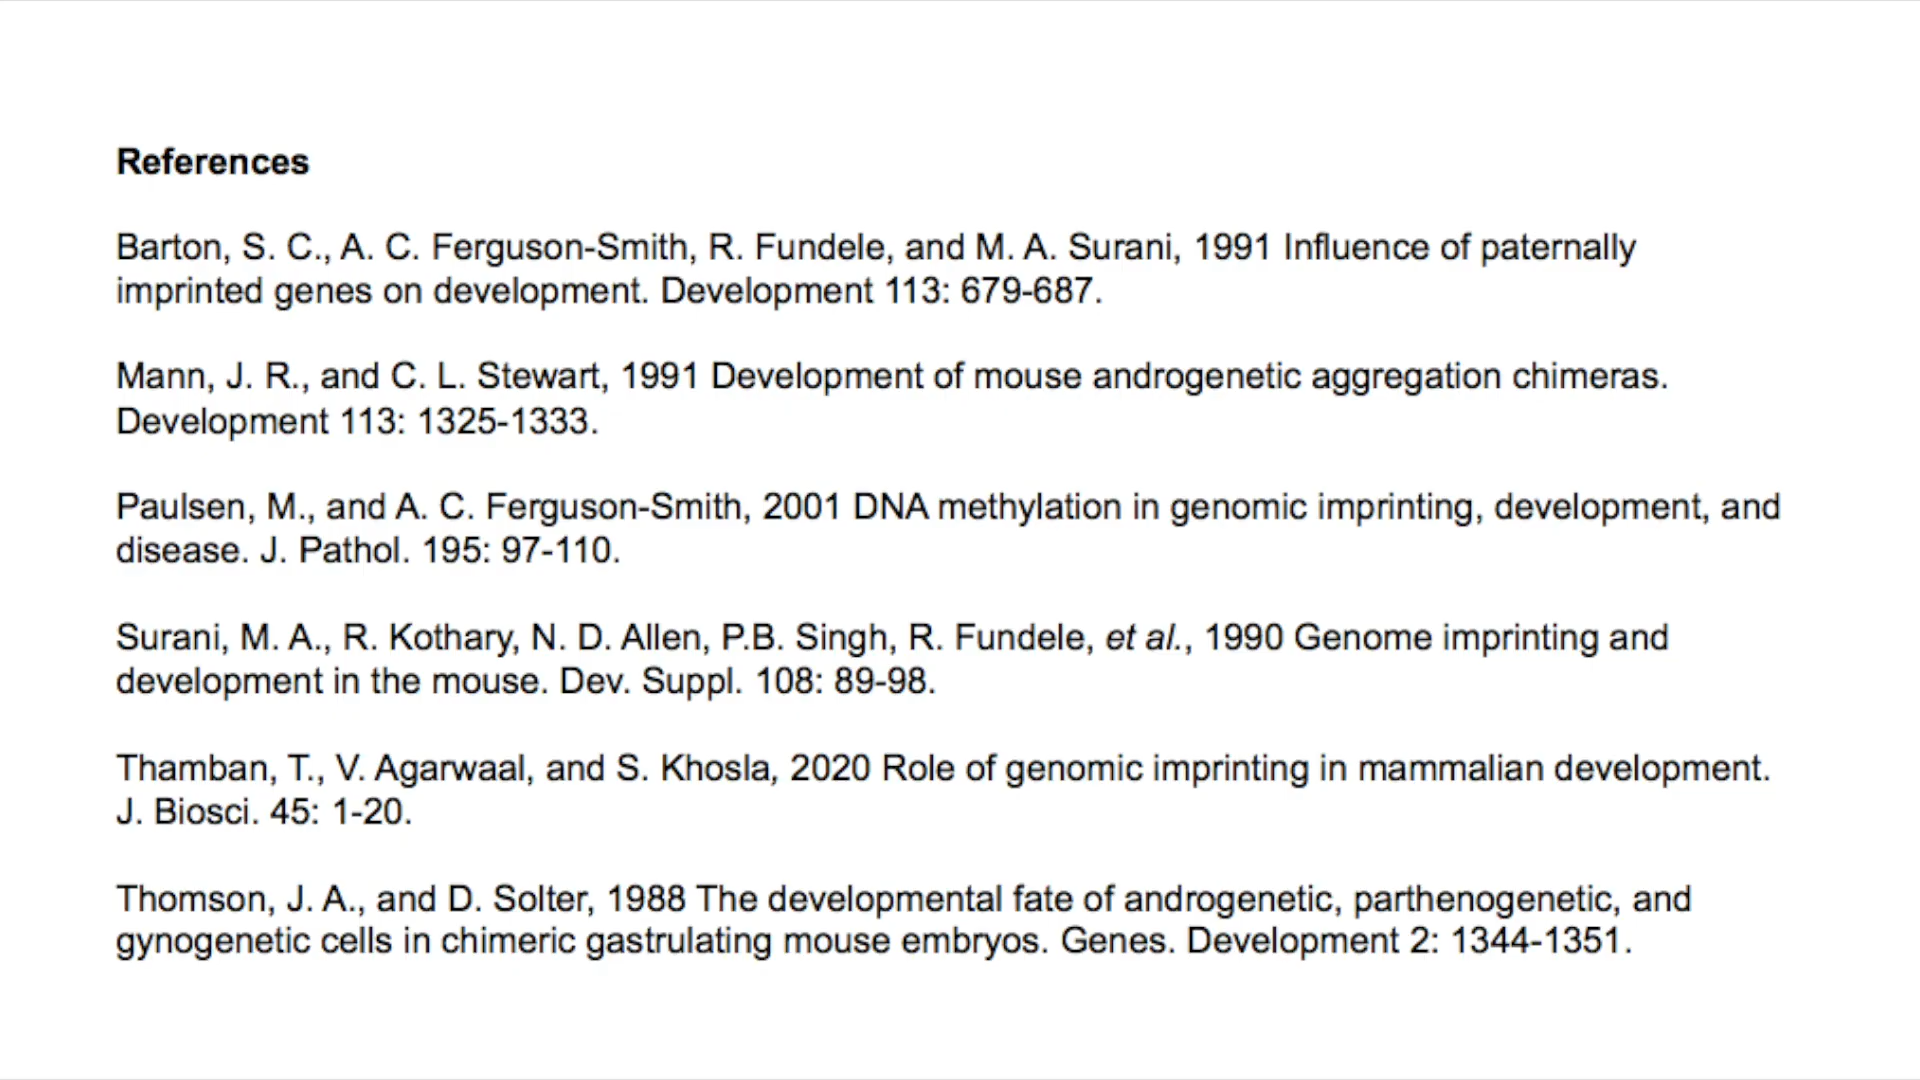 References
Barton, S. C., A. C. Ferguson-Smith, R. Fundele, and M. A. Surani, 1991 Influence of paternally
imprinted genes on development. Development 113: 679-687.
Mann, J. R., and C. L. Stewart, 1991 Development of mouse androgenetic aggregation chimeras.
Development 113: 1325-1333.
Paulsen, M., and A. C. Ferguson-Smith, 2001 DNA methylation in genomic imprinting, development, and
disease. J. Pathol. 195: 97-110.
Surani, M. A., R. Kothary, N. D. Allen, P.B. Singh, R. Fundele, et al., 1990 Genome imprinting and
development in the mouse. Dev. Suppl. 108: 89-98.
Thamban, T., V. Agarwaal, and S. Khosla, 2020 Role of genomic imprinting in mammalian development.
J. Biosci. 45: 1-20.
Thomson, J. A., and D. Solter, 1988 The developmental fate of androgenetic, parthenogenetic, and
gynogenetic cells in chimeric gastrulating mouse embryos. Genes. Development 2: 1344-1351.